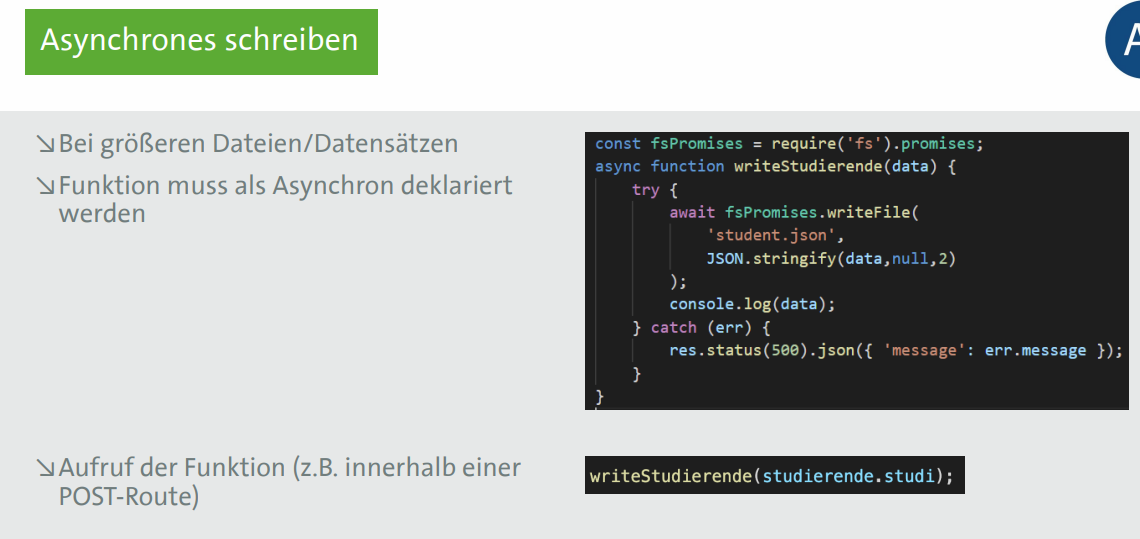 Asynchrones schreiben
A
↘Bei größeren Dateien/Datensätzen
↘Funktion muss als Asynchron deklariert
werden
const fsPromises = require('fs').promises;
async function writeStudierende(data) {
    try {
        await fsPromises.writeFile(
            'student.json',
            JSON.stringify(data,null,2)
        );
        console.log(data);
    } catch (err) {
        res.status(500).json({ 'message': err.message });
    }
}
↘Aufruf der Funktion (z.B. innerhalb einer
POST-Route)
writeStudierende(studierende.studi);